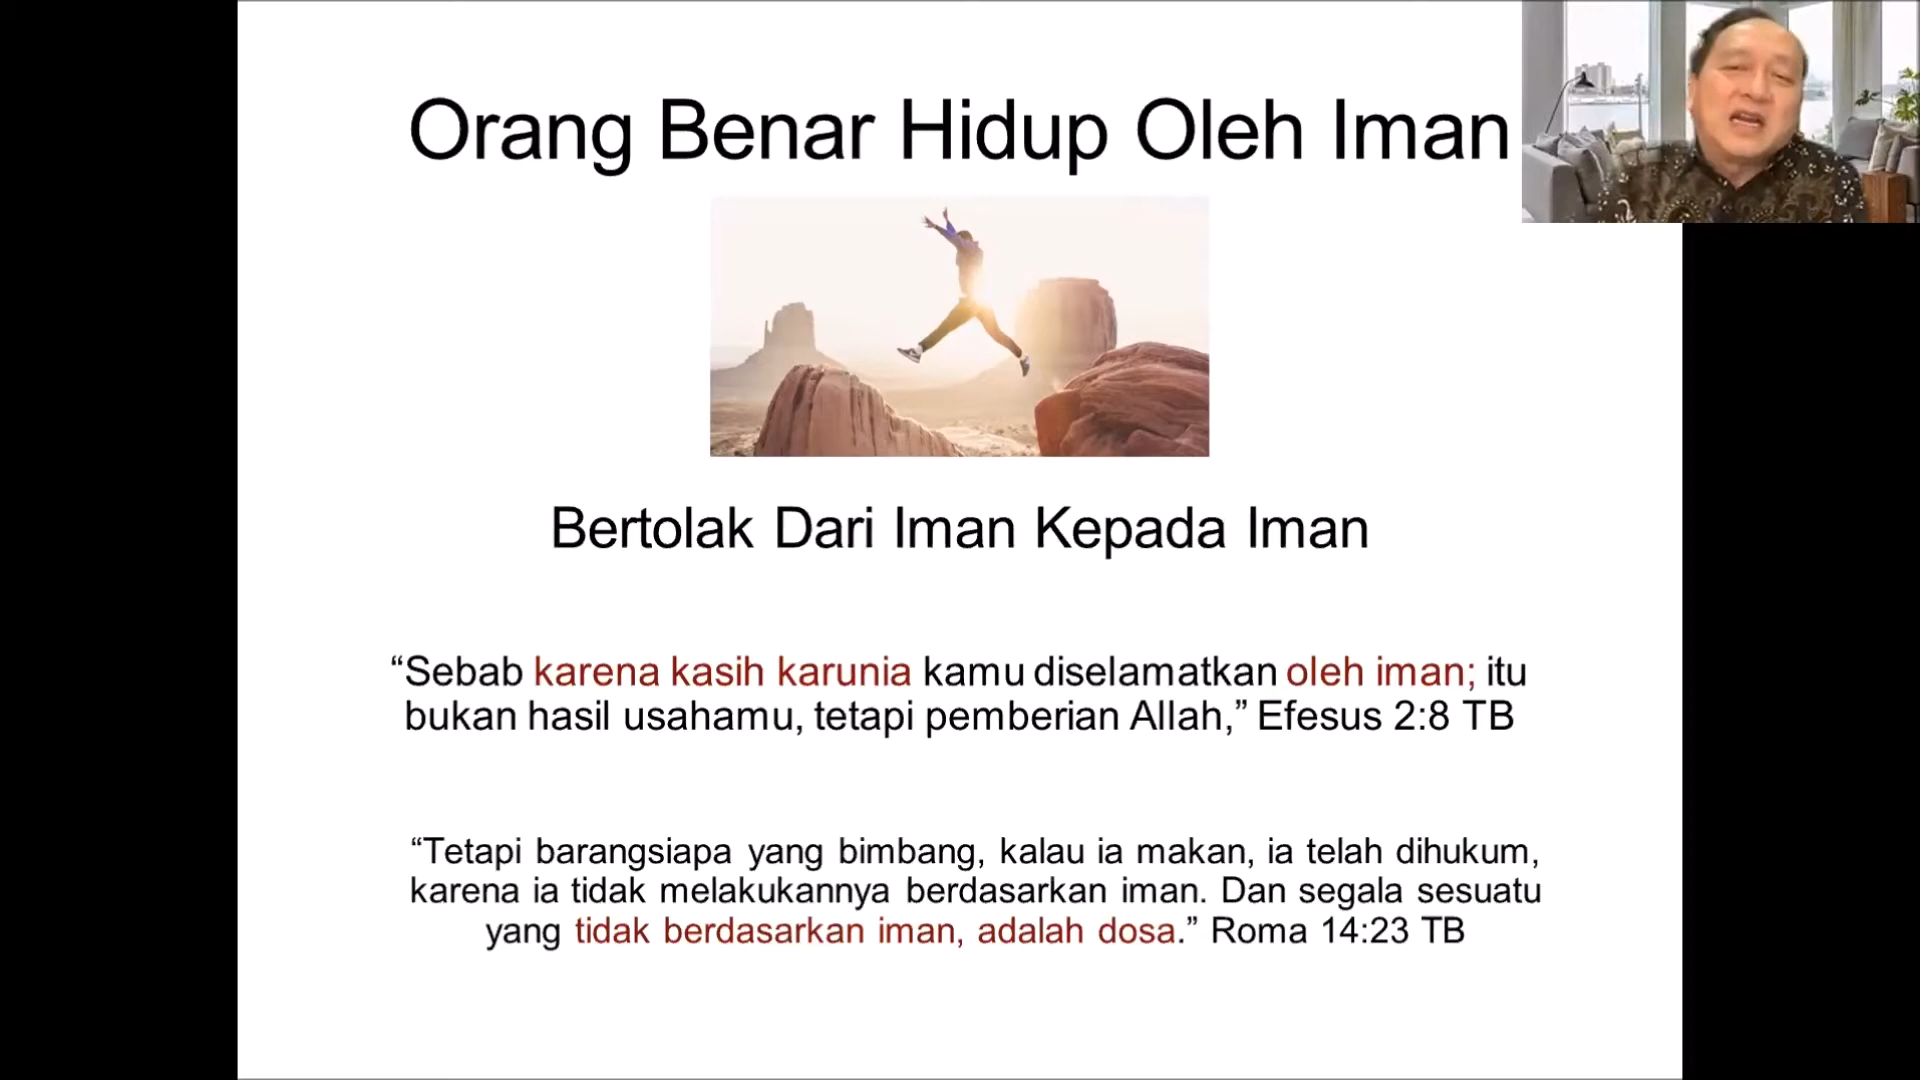 Orang Benar Hidup Oleh Iman
Bertolak Dari Iman Kepada Iman
“Sebab karena kasih karunia kamu diselamatkan oleh iman; itu
bukan hasil usahamu, tetapi pemberian Allah,” Efesus 2:8 TB
“Tetapi barangsiapa yang bimbang, kalau ia makan, ia telah dihukum,
karena ia tidak melakukannya berdasarkan iman. Dan segala sesuatu
yang tidak berdasarkan iman, adalah dosa.” Roma 14:23 TB